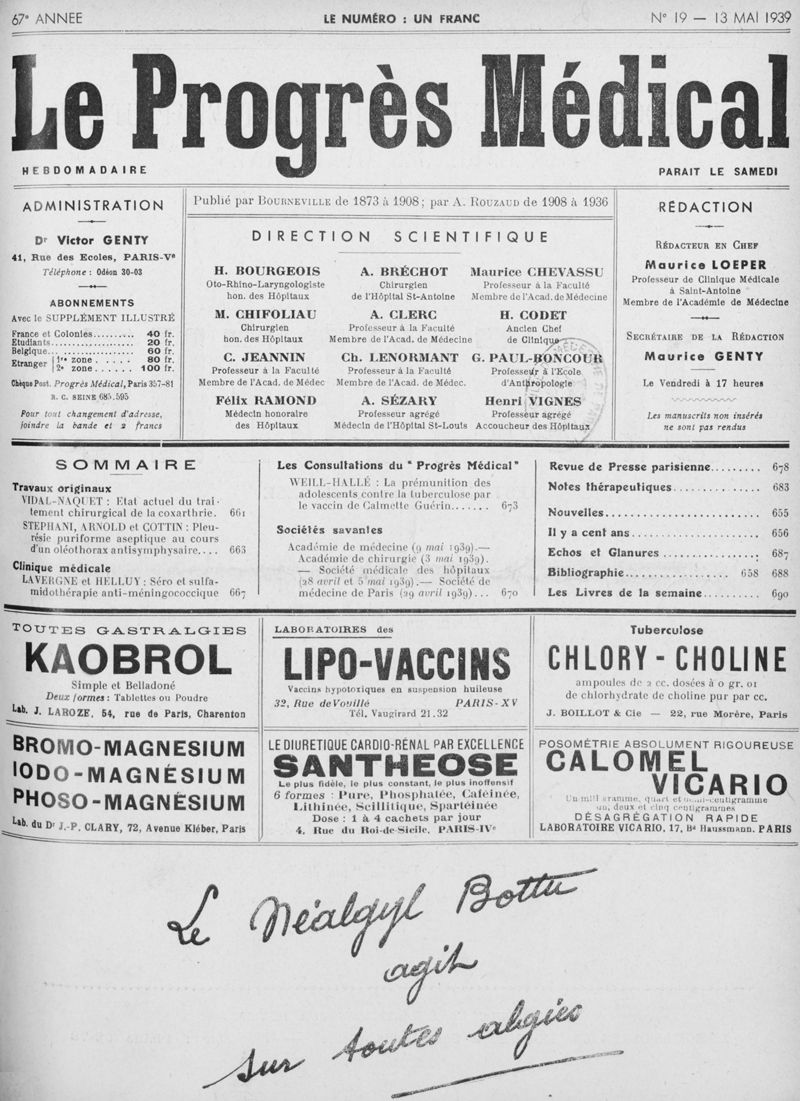 67e ANNEE
LE NUMÉRO : UN FRANC
N° 19 — 13 MAI 1939
Le Progrès Médical
HEBDOMADAIRE
PARAIT LE SAMEDI
ADMINISTRATION
Dr Victor GENTY
41, Rue des Ecoles, PARIS-Ve
Téléphone : Odéon 30-03
ABONNEMENTS
Avec le SUPPLÉMENT ILLUSTRÉ
France et Colonies.......... 40 fr.
Etudiants..................... 20 fr.
Belgique...................... 60 fr.
Etranger { 1re zone ........ 80 fr.
2e zone ...... 100 fr.
Chèque Post. Progrès Médical, Paris 357-81
R. C. SEINE 685.595
Pour tout changement d'adresse,
joindre la bande et 2 francs
Publié par BOURNEVILLE de 1873 à 1908 ; par A. ROUZAUD de 1908 à 1936
DIRECTION SCIENTIFIQUE
H. BOURGEOIS
Oto-Rhino-Laryngologiste
hon. des Hôpitaux
A. BRÉCHOT
Chirurgien
de l'Hôpital St-Antoine
Maurice CHEVASSU
Professeur à la Faculté
Membre de l'Acad. de Médecine
M. CHIFOLIAU
Chirurgien
hon. des Hôpitaux
A. CLERC
Professeur à la Faculté
Membre de l'Acad. de Médecine
H. CODET
Ancien Chef
de Clinique
C. JEANNIN
Professeur à la Faculté
Membre de l'Acad. de Médec
Ch. LENORMANT
Professeur à la Faculté
Membre de l'Acad. de Médec.
G. PAUL-BONCOUR
Professeur à l'Ecole
d'Anthropologie
Félix RAMOND
Médecin honoraire
des Hôpitaux
A. SÉZARY
Professeur agrégé
Médecin de l'Hôpital St-Louis
Henri VIGNES
Professeur agrégé
Accoucheur des Hôpitaux
RÉDACTION
RÉDACTEUR EN CHEF
Maurice LOEPER
Professeur de Clinique Médicale
à Saint-Antoine
Membre de l'Académie de Médecine
SECRÉTAIRE DE LA RÉDACTION
Maurice GENTY
Le Vendredi à 17 heures
Les manuscrits non insérés
ne sont pas rendus
SOMMAIRE
Travaux originaux
VIDAL-NAQUET : Etat actuel du trai-
tement chirurgical de la coxarthrie. 661
STEPHANI, ARNOLD et COTTIN : Pleu-
résie puriforme aseptique au cours
d'un oléothorax antisymphysaire.... 663
Clinique médicale
LAVERGNE et HELLUY : Séro et sulfa-
midothérapie anti-méningococcique 667
Les Consultations du "Progrès Médical"
WEILL-HALLÉ : La prémunition des
adolescents contre la tuberculose par
le vaccin de Calmette Guérin....... 673
Sociétés savantes
Académie de médecine (9 mai 1939).—
Académie de chirurgie (3 mai 1939).
— Société médicale des hôpitaux
(28 avril et 5 mai 1939).— Société de
médecine de Paris (29 avril 1939)... 670
Revue de Presse parisienne......... 678
Notes thérapeutiques............... 683
Nouvelles.......................... 655
Il y a cent ans.................... 656
Echos et Glanures ................. 687
Bibliographie................ 658 688
Les Livres de la semaine.......... 690
TOUTES GASTRALGIES
KAOBROL
Simple et Belladoné
Deux formes : Tablettes ou Poudre
Lab. J. LAROZE, 54, rue de Paris, Charenton
LABORATOIRES des
LIPO-VACCINS
Vaccins hypotoxiques en suspension huileuse
32, Rue de Vouillé PARIS-XV
Tél. Vaugirard 21.32
Tuberculose
CHLORY-CHOLINE
ampoules de 2 cc. dosées à 0 gr. 01
de chlorhydrate de choline pur par cc.
J. BOILLOT & Cie — 22, rue Morère, Paris
BROMO-MAGNÉSIUM
IODO-MAGNÉSIUM
PHOSO-MAGNÉSIUM
Lab. du Dr J.-P. CLARY, 72, Avenue Kléber, Paris
LE DIURETIQUE CARDIO-RÉNAL PAR EXCELLENCE
SANTHEOSE
Le plus fidèle, le plus constant, le plus inoffensif
6 formes : Pure, Phosphatée, Caféinée,
Lithinée, Scillitique, Spartéinée
Dose : 1 à 4 cachets par jour
4, Rue du Roi-de-Sicile, PARIS-IVe
POSOMÉTRIE ABSOLUMENT RIGOUREUSE
CALOMEL
VICARIO
Un milligramme, quart et demi-centigramme
un, deux et cinq centigrammes
DÉSAGRÉGATION RAPIDE
LABORATOIRE VICARIO, 17, Bd Haussmann, PARIS
Le Néalgyl Bottu
agit
sur toutes algies